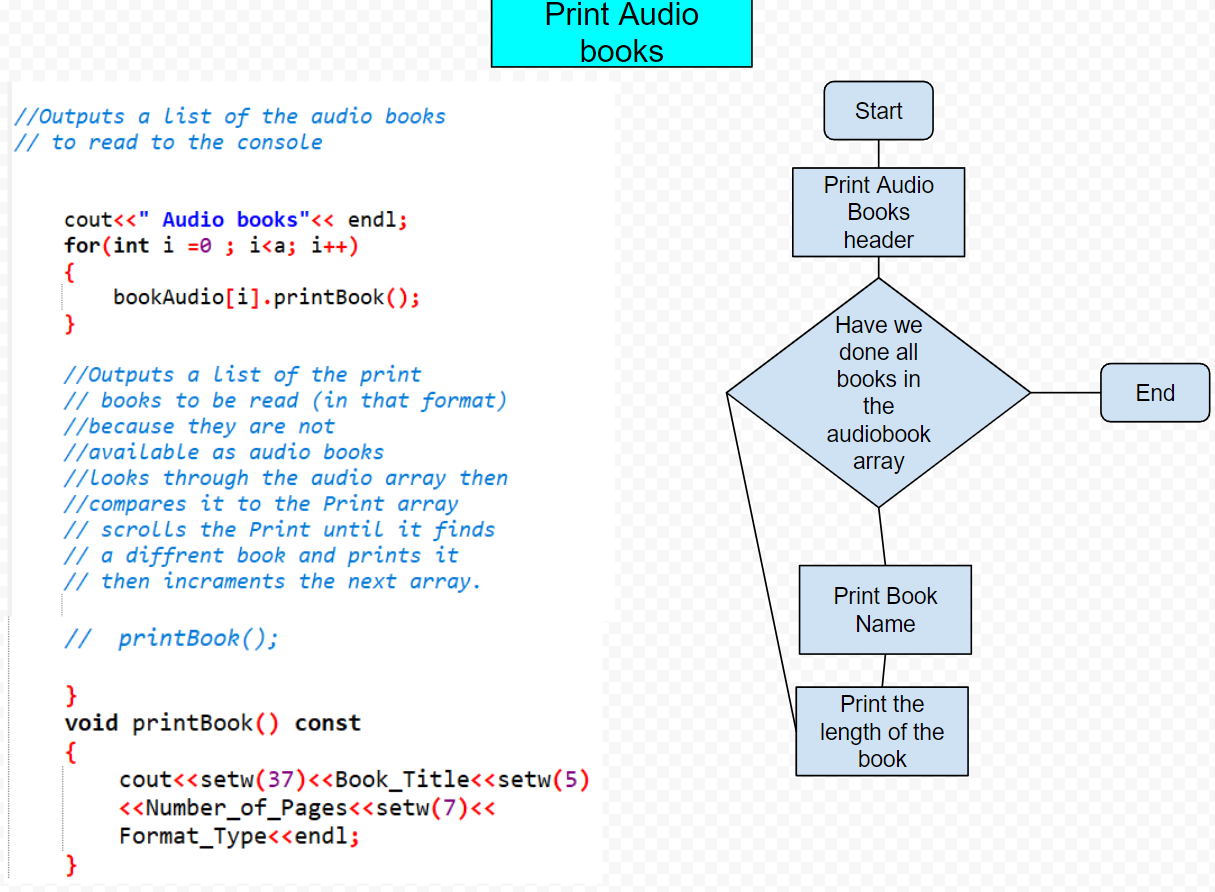 Print Audio
books
//Outputs a list of the audio books
// to read to the console
cout<<" Audio books"<< endl;
for(int i =0 ; i<a; i++)
{
bookAudio[i].printBook();
}
//Outputs a list of the print
// books to be read (in that format)
//because they are not
//available as audio books
//looks through the audio array then
//compares it to the Print array
// scrolls the Print until it finds
// a diffrent book and prints it
// then incraments the next array.
//  printBook();
}
void printBook() const
{
cout<<setw(37)<<Book_Title<<setw(5)
<<Number_of_Pages<<setw(7)<<
Format_Type<<endl;
}
Start
Print Audio
Books
header
Have we
done all
books in
the
audiobook
array
End
Print Book
Name
Print the
length of the
book